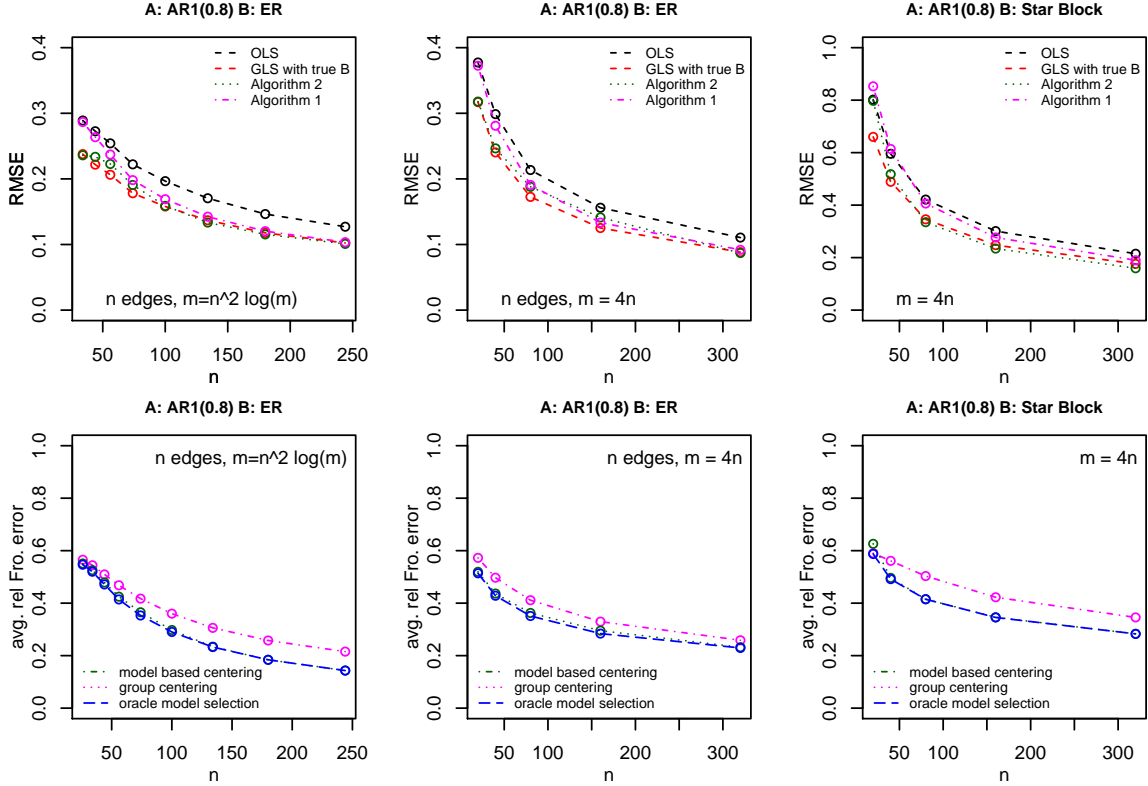 A: AR1(0.8) B: ER
RMSE
0.0 0.1 0.2 0.3 0.4
OLS
GLS with true B
Algorithm 2
Algorithm 1
n edges, m=n^2 log(m)
50 100 150 200 250
n
A: AR1(0.8) B: ER
RMSE
0.0 0.1 0.2 0.3 0.4
OLS
GLS with true B
Algorithm 2
Algorithm 1
n edges, m = 4n
50 100 200 300
n
A: AR1(0.8) B: Star Block
RMSE
0.0 0.2 0.4 0.6 0.8 1.0
OLS
GLS with true B
Algorithm 2
Algorithm 1
m = 4n
50 100 200 300
n
A: AR1(0.8) B: ER
avg. rel Fro. error
0.0 0.2 0.4 0.6 0.8 1.0
n edges, m=n^2 log(m)
model based centering
group centering
oracle model selection
50 100 150 200 250
n
A: AR1(0.8) B: ER
avg. rel Fro. error
0.0 0.2 0.4 0.6 0.8 1.0
n edges, m = 4n
model based centering
group centering
oracle model selection
50 100 200 300
n
A: AR1(0.8) B: Star Block
avg. rel Fro. error
0.0 0.2 0.4 0.6 0.8 1.0
m = 4n
model based centering
group centering
oracle model selection
50 100 200 300
n